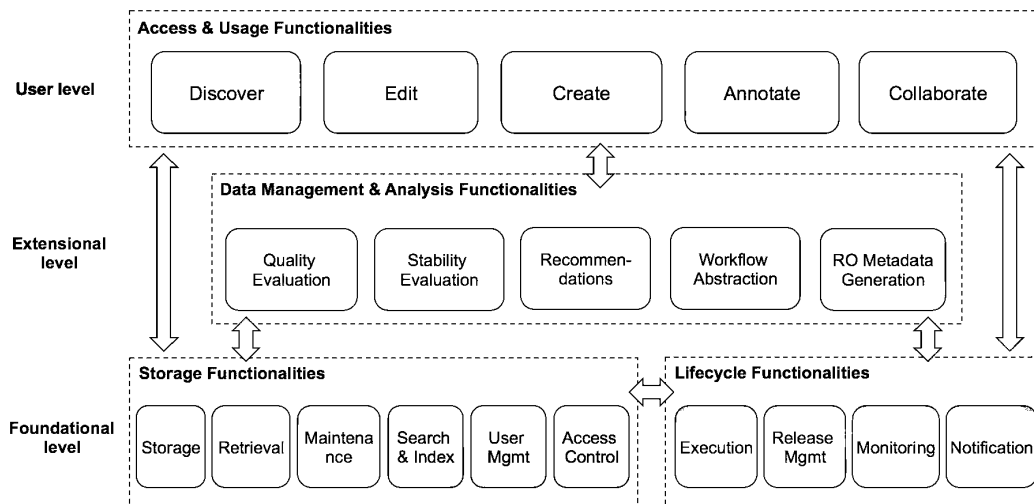 Access & Usage Functionalities
User level
Discover
Edit
Create
Annotate
Collaborate
Data Management & Analysis Functionalities
Extensional
level
Quality
Evaluation
Stability
Evaluation
Recommen-
dations
Workflow
Abstraction
RO Metadata
Generation
Storage Functionalities
Lifecycle Functionalities
Foundational
level
Storage
Retrieval
Maintena
nce
Search
& Index
User
Mgmt
Access
Control
Execution
Release
Mgmt
Monitoring
Notification